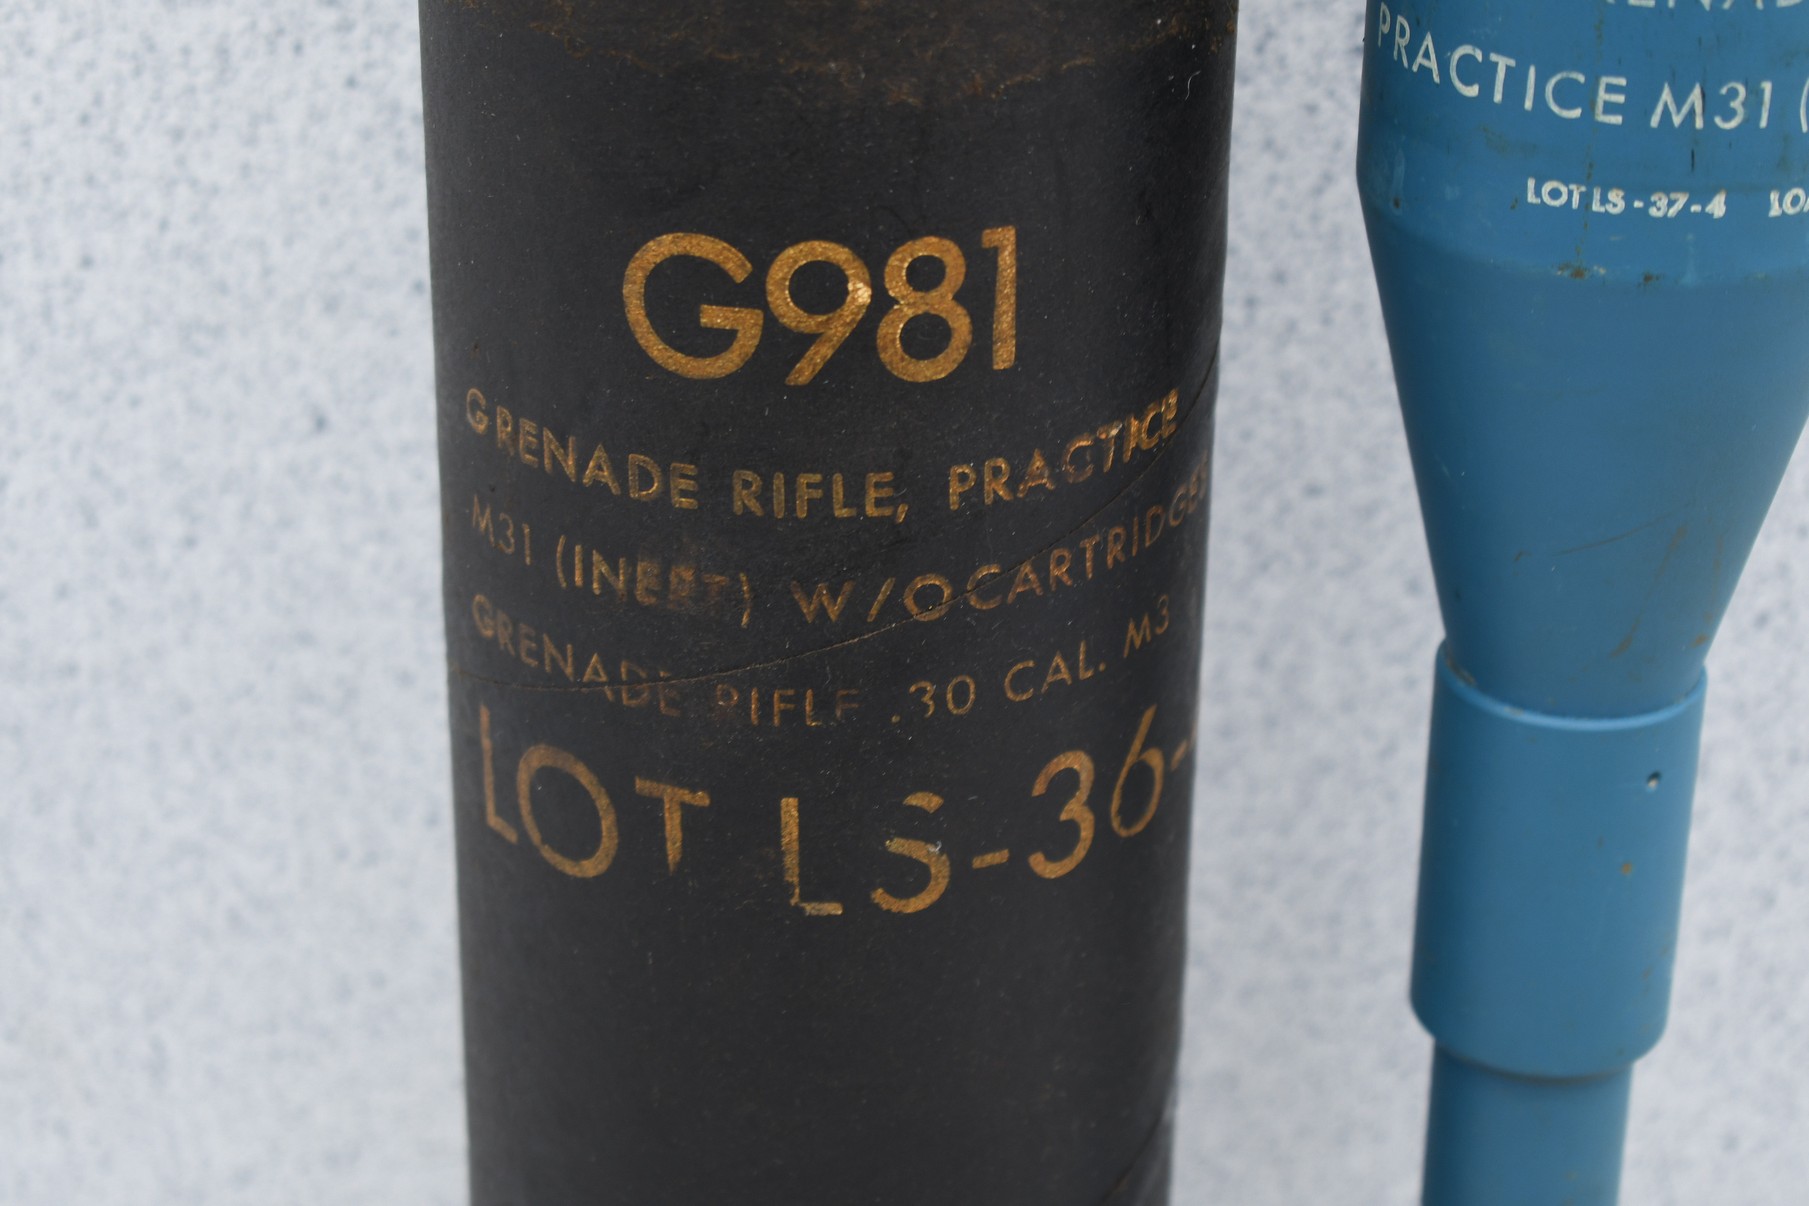 G981
GRENADE RIFLE, PRACTICE
M31 (INERT) W/O CARTRIDGES
GRENADE RIFLE .30 CAL. M3
LOT LS-36-
PRACTICE M31 (
LOT LS-37-4